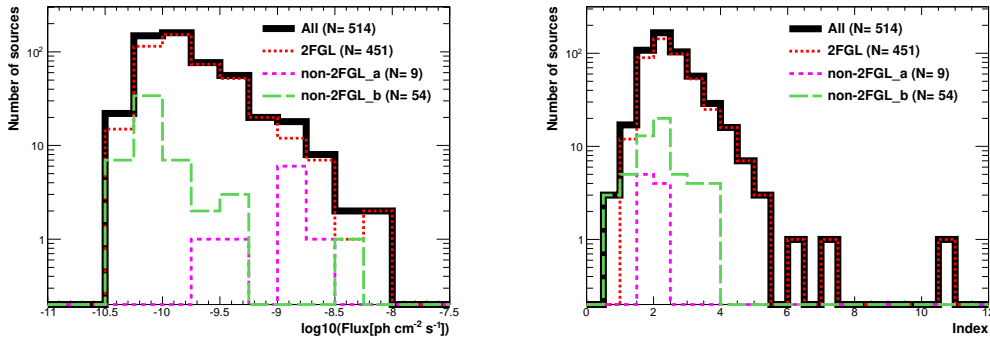 Number of sources
10²
10
1
All (N= 514)
2FGL (N= 451)
non-2FGL_a (N= 9)
non-2FGL_b (N= 54)
-11 -10.5 -10 -9.5 -9 -8.5 -8 -7.5
log10(Flux[ph cm⁻² s⁻¹])
Number of sources
10²
10
1
All (N= 514)
2FGL (N= 451)
non-2FGL_a (N= 9)
non-2FGL_b (N= 54)
0 2 4 6 8 10 12
Index